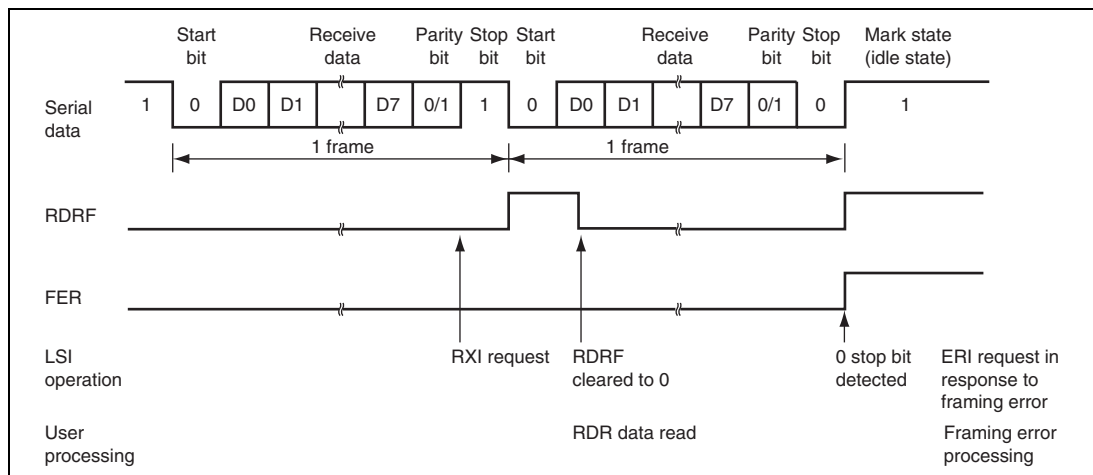 Start bit Receive data Parity bit Stop bit Start bit Receive data Parity bit Stop bit Mark state (idle state)
Serial data 1 0 D0 D1 D7 0/1 1 0 D0 D1 D7 0/1 0 1
1 frame 1 frame
RDRF
FER
LSI operation RXI request RDRF cleared to 0 0 stop bit detected ERI request in response to framing error
User processing RDR data read Framing error processing